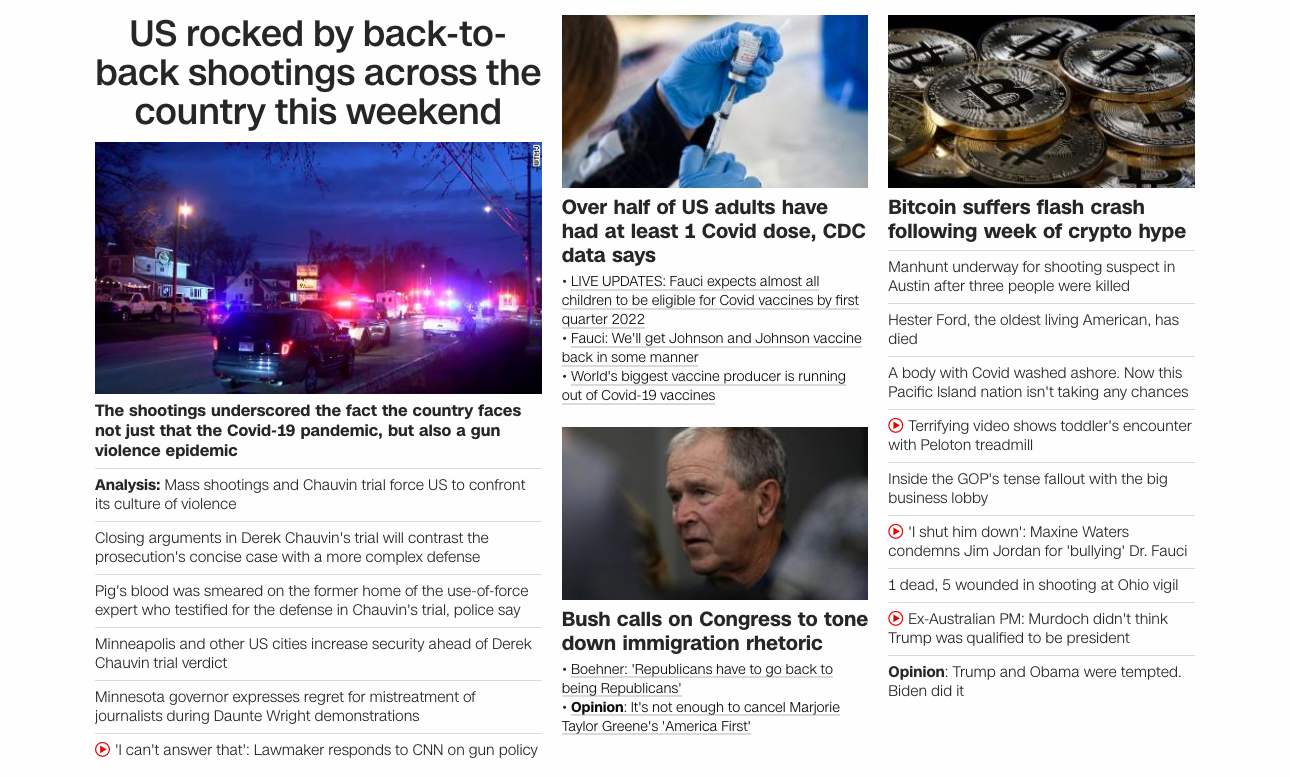 US rocked by back-to-
back shootings across the
country this weekend
WTMJ
The shootings underscored the fact the country faces
not just that the Covid-19 pandemic, but also a gun
violence epidemic
Analysis: Mass shootings and Chauvin trial force US to confront
its culture of violence
Closing arguments in Derek Chauvin's trial will contrast the
prosecution's concise case with a more complex defense
Pig's blood was smeared on the former home of the use-of-force
expert who testified for the defense in Chauvin's trial, police say
Minneapolis and other US cities increase security ahead of Derek
Chauvin trial verdict
Minnesota governor expresses regret for mistreatment of
journalists during Daunte Wright demonstrations
'I can't answer that': Lawmaker responds to CNN on gun policy
Over half of US adults have
had at least 1 Covid dose, CDC
data says
• LIVE UPDATES: Fauci expects almost all
children to be eligible for Covid vaccines by first
quarter 2022
• Fauci: We'll get Johnson and Johnson vaccine
back in some manner
• World's biggest vaccine producer is running
out of Covid-19 vaccines
Bush calls on Congress to tone
down immigration rhetoric
• Boehner: 'Republicans have to go back to
being Republicans'
• Opinion: It's not enough to cancel Marjorie
Taylor Greene's 'America First'
Bitcoin suffers flash crash
following week of crypto hype
Manhunt underway for shooting suspect in
Austin after three people were killed
Hester Ford, the oldest living American, has
died
A body with Covid washed ashore. Now this
Pacific Island nation isn't taking any chances
Terrifying video shows toddler's encounter
with Peloton treadmill
Inside the GOP's tense fallout with the big
business lobby
'I shut him down': Maxine Waters
condemns Jim Jordan for 'bullying' Dr. Fauci
1 dead, 5 wounded in shooting at Ohio vigil
Ex-Australian PM: Murdoch didn't think
Trump was qualified to be president
Opinion: Trump and Obama were tempted.
Biden did it